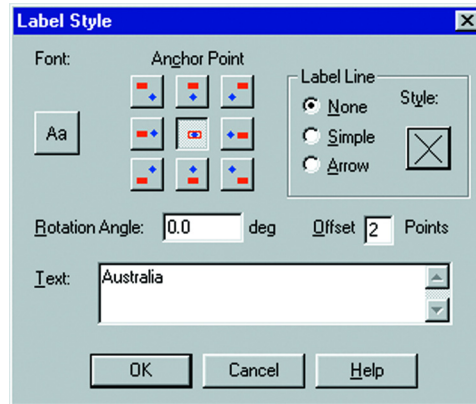 Label Style
Font:
Anchor Point
Aa
Label Line
None
Simple
Arrow
Style:
Rotation Angle: 0.0 deg
Offset 2 Points
Text: Australia
OK
Cancel
Help